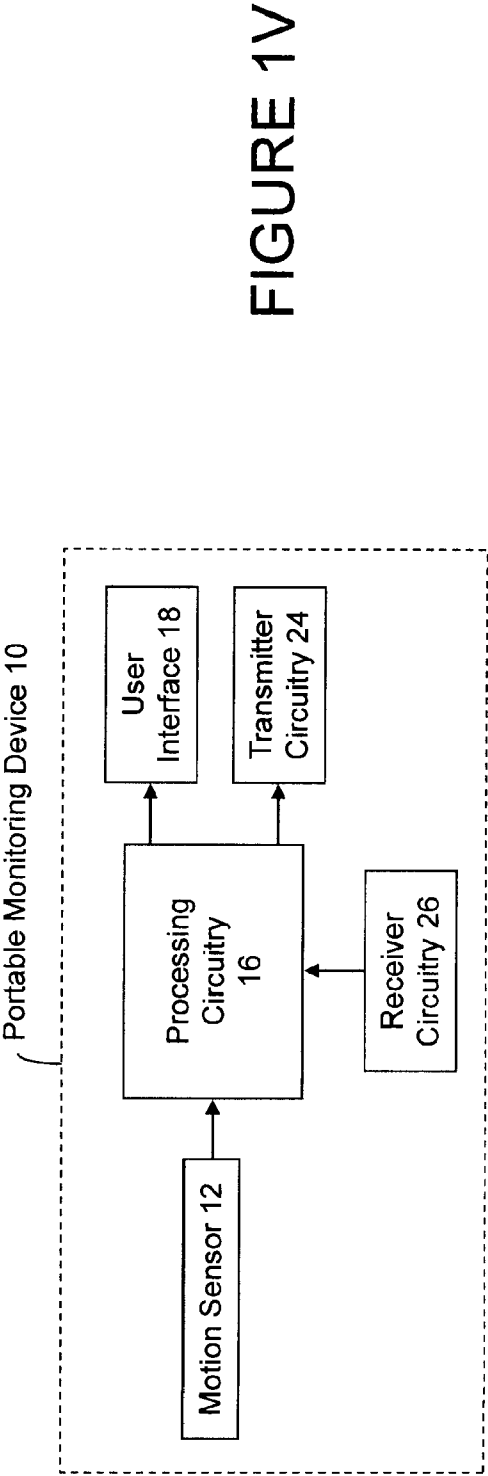 Portable Monitoring Device 10
Motion Sensor 12
Processing
Circuitry
16
User
Interface 18
Transmitter
Circuitry 24
Receiver
Circuitry 26
FIGURE 1V